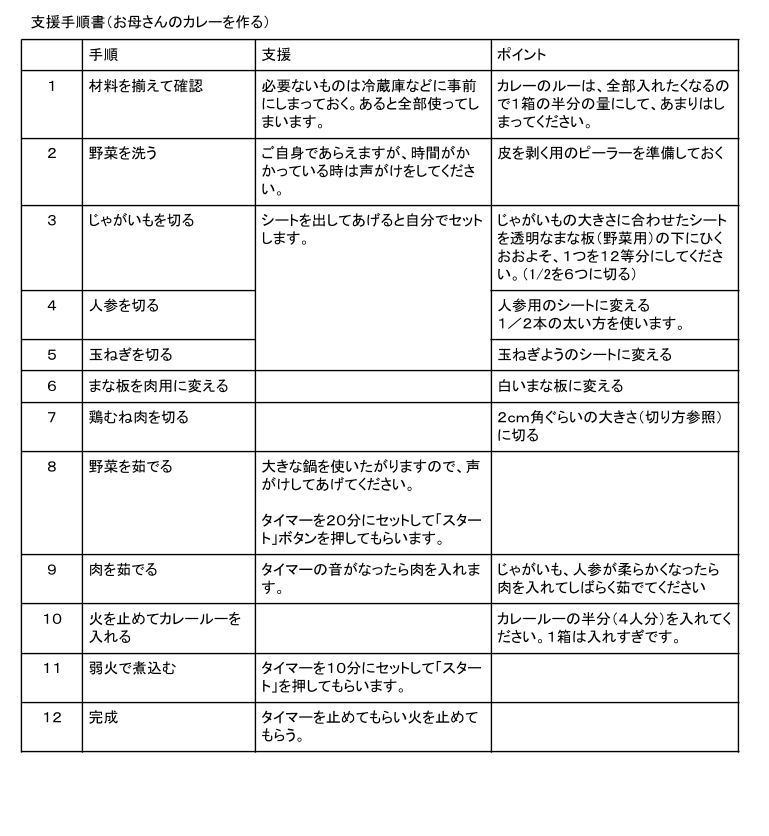 支援手順書(お母さんのカレーを作る)
手順
支援
ポイント
1
材料を揃えて確認
必要ないものは冷蔵庫などに事前
にしまっておく。あると全部使ってし
まいます。
カレーのルーは、全部入れたくなるの
で1箱の半分の量にして、あまりはし
まってください。
2
野菜を洗う
ご自身であらえますが、時間がか
かっている時は声がけをしてくださ
い。
皮を剥く用のピーラーを準備しておく
3
じゃがいもを切る
シートを出してあげると自分でセット
します。
じゃがいもの大きさに合わせたシート
を透明なまな板(野菜用)の下にひく
おおよそ、1つを12等分にしてくださ
い。(1/2を6つに切る)
4
人参を切る
人参用のシートに変える
1/2本の太い方を使います。
5
玉ねぎを切る
玉ねぎようのシートに変える
6
まな板を肉用に変える
白いまな板に変える
7
鶏むね肉を切る
2cm角ぐらいの大きさ(切り方参照)
に切る
8
野菜を茹でる
大きな鍋を使いたがりますので、声
がけしてあげてください。
タイマーを20分にセットして「スター
ト」ボタンを押してもらいます。
9
肉を茹でる
タイマーの音がなったら肉を入れま
す。
じゃがいも、人参が柔らかくなったら
肉を入れてしばらく茹でてください
10
火を止めてカレールーを
入れる
カレールーの半分(4人分)を入れてく
ださい。1箱は入れすぎです。
11
弱火で煮込む
タイマーを10分にセットして「スター
ト」を押してもらいます。
12
完成
タイマーを止めてもらい火を止めて
もらう。